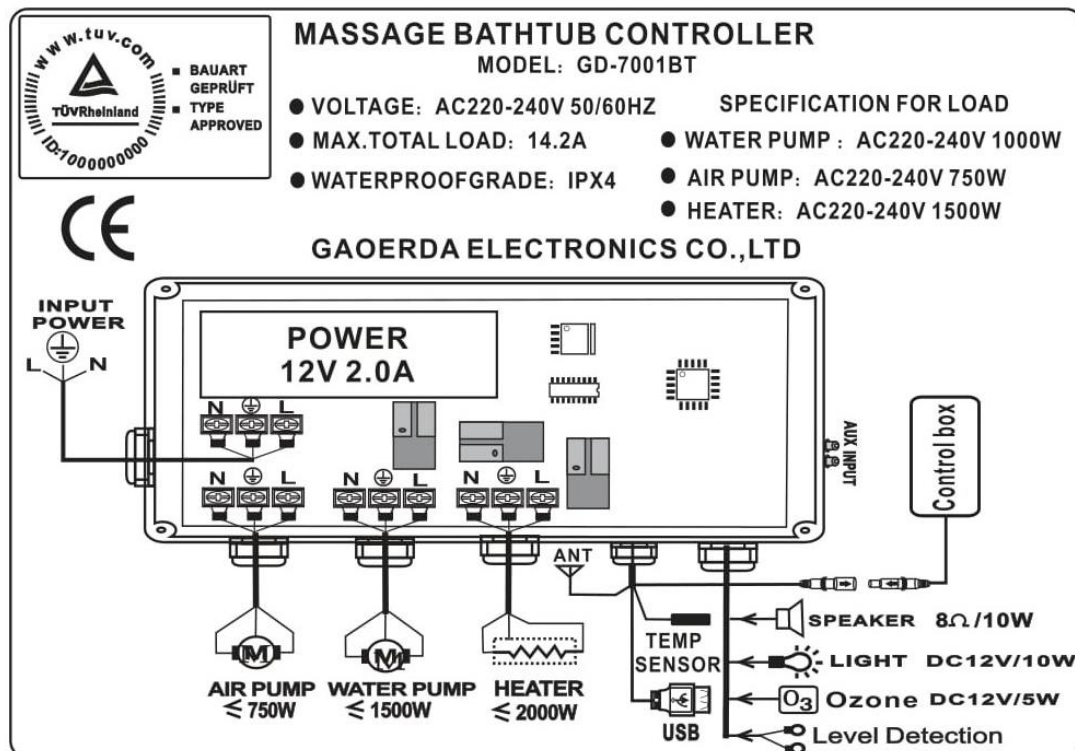 www.tuv.com
TÜVRheinland
ID:1000000000
BAUART
GEPRÜFT
TYPE
APPROVED
CE
MASSAGE BATHTUB CONTROLLER
MODEL: GD-7001BT
VOLTAGE: AC220-240V 50/60HZ
MAX.TOTAL LOAD: 14.2A
WATERPROOFGRADE: IPX4
SPECIFICATION FOR LOAD
WATER PUMP : AC220-240V 1000W
AIR PUMP: AC220-240V 750W
HEATER: AC220-240V 1500W
GAOERDA ELECTRONICS CO.,LTD
INPUT
POWER
L N
POWER
12V 2.0A
N L
N L
N L
N L
AUX INPUT
Control box
ANT
TEMP
SENSOR
USB
SPEAKER 8Ω/10W
LIGHT DC12V/10W
O3 Ozone DC12V/5W
Level Detection
M
AIR PUMP
≤ 750W
M
WATER PUMP
≤ 1500W
HEATER
≤ 2000W